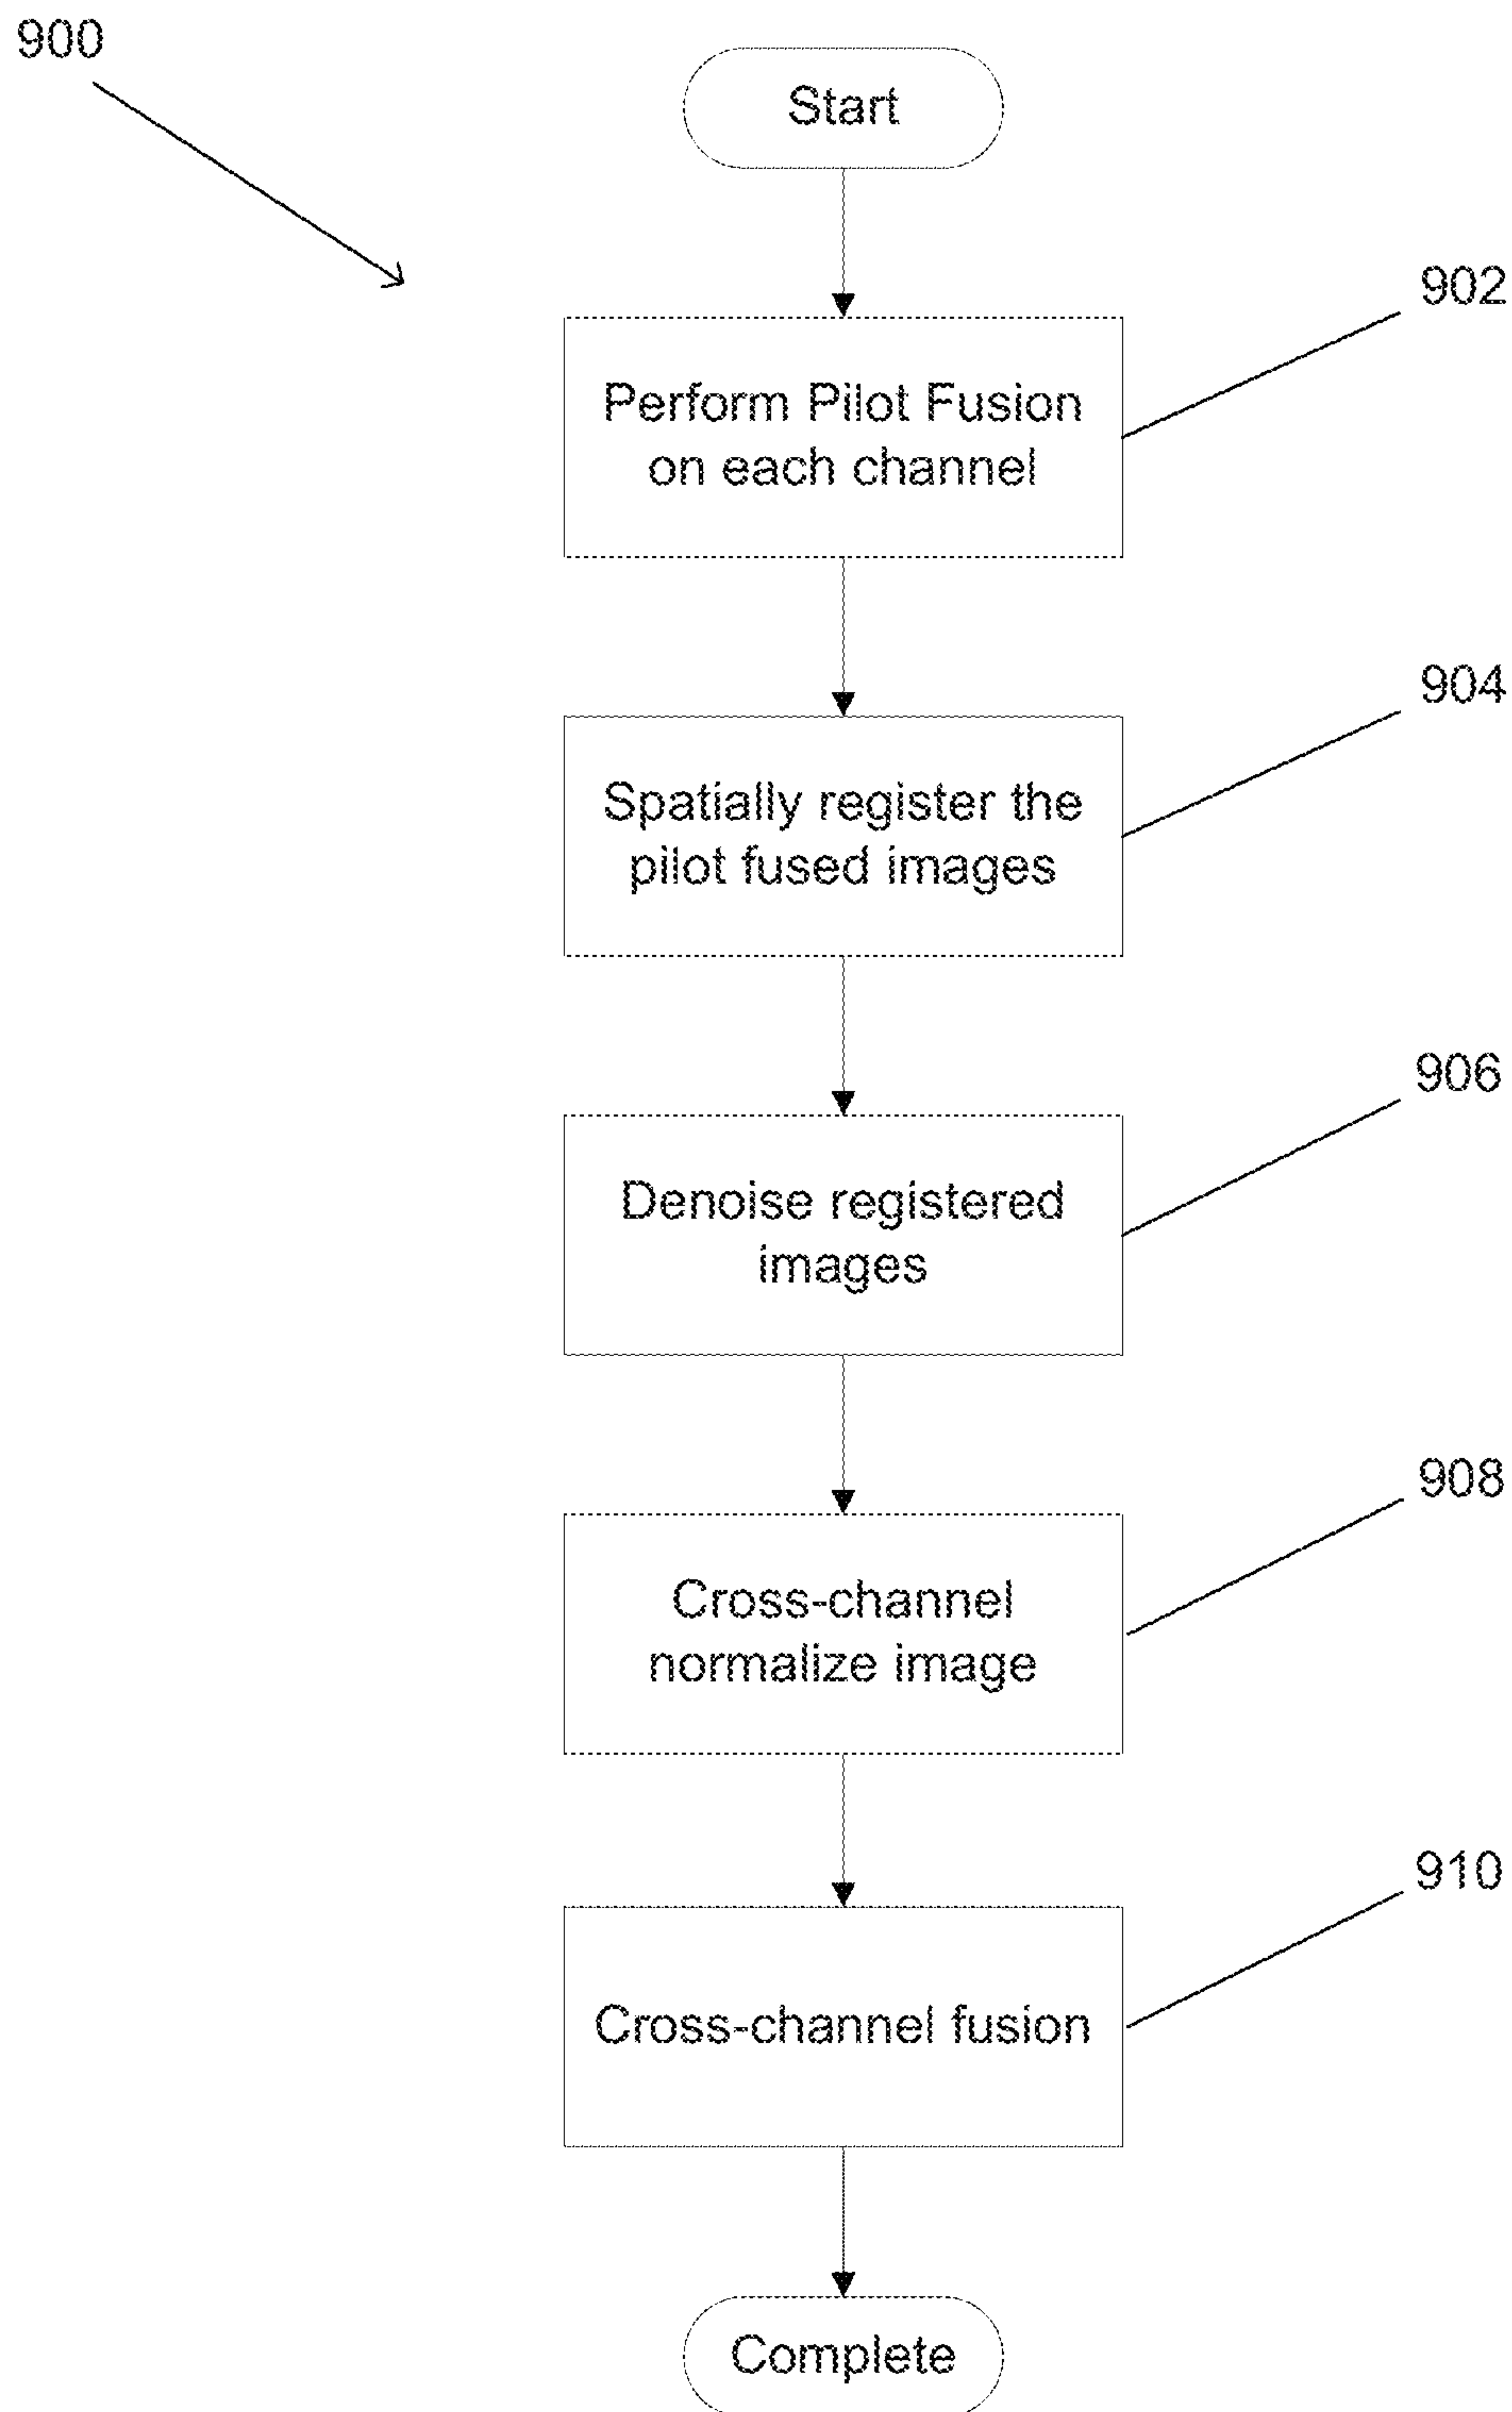 900
Start
902
Perform Pilot Fusion
on each channel
904
Spatially register the
pilot fused images
906
Denoise registered
images
908
Cross-channel
normalize image
910
Cross-channel fusion
Complete